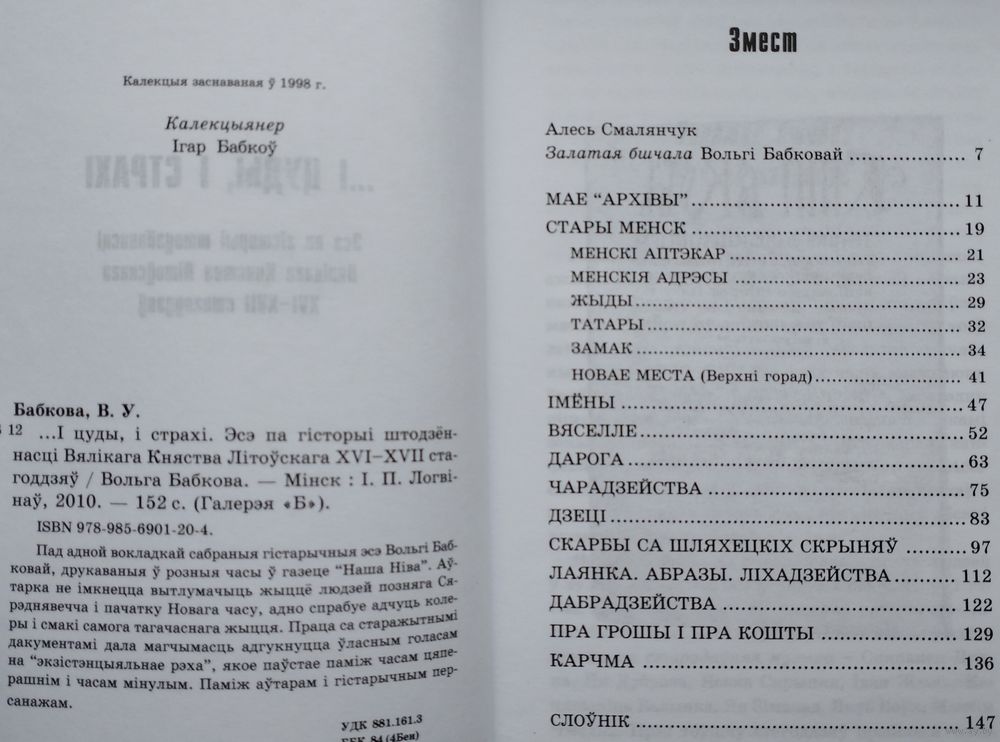 Калекцыя заснаваная ў 1998 г.
Калекцыянер
Ігар Бабкоў
Бабкова, В. У.
12
...І цуды, і страхі. Эсэ па гісторыі штодзён-
насці Вялікага Княства Літоўскага XVI–XVII ста-
годдзяў / Вольга Бабкова. — Мінск : І. П. Логві-
наў, 2010. — 152 с. (Галерэя «Б»).
ISBN 978-985-6901-20-4.
Пад адной вокладкай сабраныя гістарычныя эсэ Вольгі Баб-
ковай, друкаваныя ў розныя часы ў газеце “Наша Ніва”. Аў-
тарка не імкнецца вытлумачыць жыццё людзей позняга Ся-
рэднявечча і пачатку Новага часу, адно спрабуе адчуць коле-
ры і смакі самога тагачаснага жыцця. Праца са старажытнымі
дакументамі дала магчымасць адгукнуцца ўласным голасам
на “экзістэнцыяльнае рэха”, якое паўстае паміж часам цяпе-
рашнім і часам мінулым. Паміж аўтарам і гістарычным пер-
санажам.
УДК 881.161.3
ББК 84 (4Бен)
Змест
Алесь Смалянчук
Залатая бшчала Вольгі Бабковай ................ 7
МАЕ “АРХІВЫ” ................ 11
СТАРЫ МЕНСК ................ 19
МЕНСКІ АПТЭКАР ................ 21
МЕНСКІЯ АДРЭСЫ ................ 23
ЖЫДЫ ................ 29
ТАТАРЫ ................ 32
ЗАМАК ................ 34
НОВАЕ МЕСТА (Верхні горад) ................ 41
ІМЁНЫ ................ 47
ВЯСЕЛЛЕ ................ 52
ДАРОГА ................ 63
ЧАРАДЗЕЙСТВА ................ 75
ДЗЕЦІ ................ 83
СКАРБЫ СА ШЛЯХЕЦКІХ СКРЫНЯЎ ................ 97
ЛАЯНКА. АБРАЗЫ. ЛІХАДЗЕЙСТВА ................ 112
ДАБРАДЗЕЙСТВА ................ 122
ПРА ГРОШЫ І ПРА КОШТЫ ................ 129
КАРЧМА ................ 136
СЛОЎНІК ................ 147